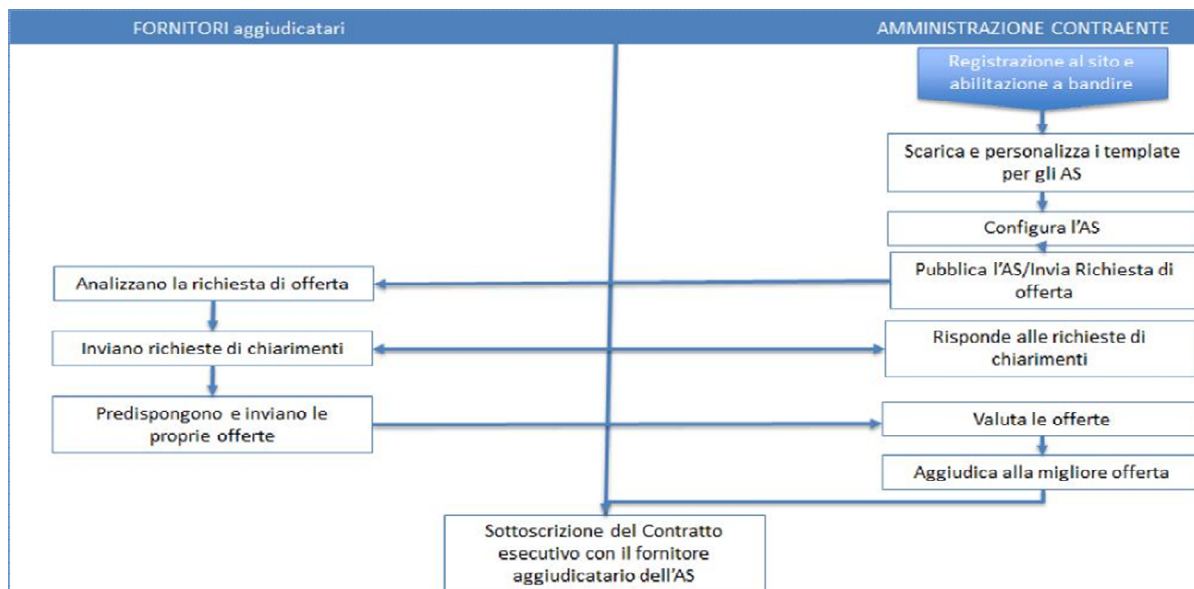 FORNITORI aggiudicatari
AMMINISTRAZIONE CONTRAENTE
Registrazione al sito e
abilitazione a bandire
Scarica e personalizza i template
per gli AS
Configura l'AS
Pubblica l'AS/Invia Richiesta di
offerta
Analizzano la richiesta di offerta
Inviano richieste di chiarimenti
Risponde alle richieste di
chiarimenti
Predispongono e inviano le
proprie offerte
Valuta le offerte
Aggiudica alla migliore offerta
Sottoscrizione del Contratto
esecutivo con il fornitore
aggiudicatario dell'AS